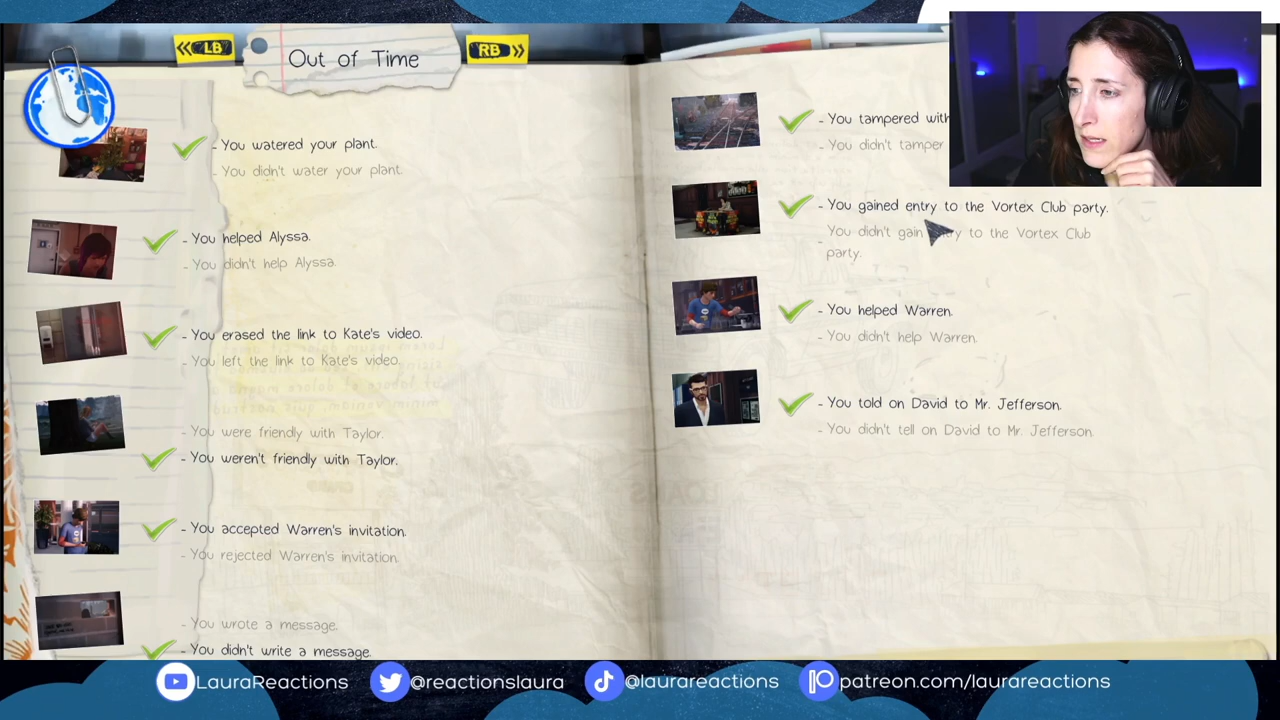 LB
Out of Time
RB
- You watered your plant.
- You didn't water your plant.
- You helped Alyssa.
- You didn't help Alyssa.
- You erased the link to Kate's video.
- You left the link to Kate's video.
- You were friendly with Taylor.
- You weren't friendly with Taylor.
- You accepted Warren's invitation.
- You rejected Warren's invitation.
- You wrote a message.
- You didn't write a message.
- You tampered with
- You didn't tamper
- You gained entry to the Vortex Club party.
- You didn't gain to the Vortex Club
party.
- You helped Warren.
- You didn't help Warren.
- You told on David to Mr. Jefferson.
- You didn't tell on David to Mr. Jefferson.
LauraReactions
@reactionslaura
@laurareactions
patreon.com/laurareactions